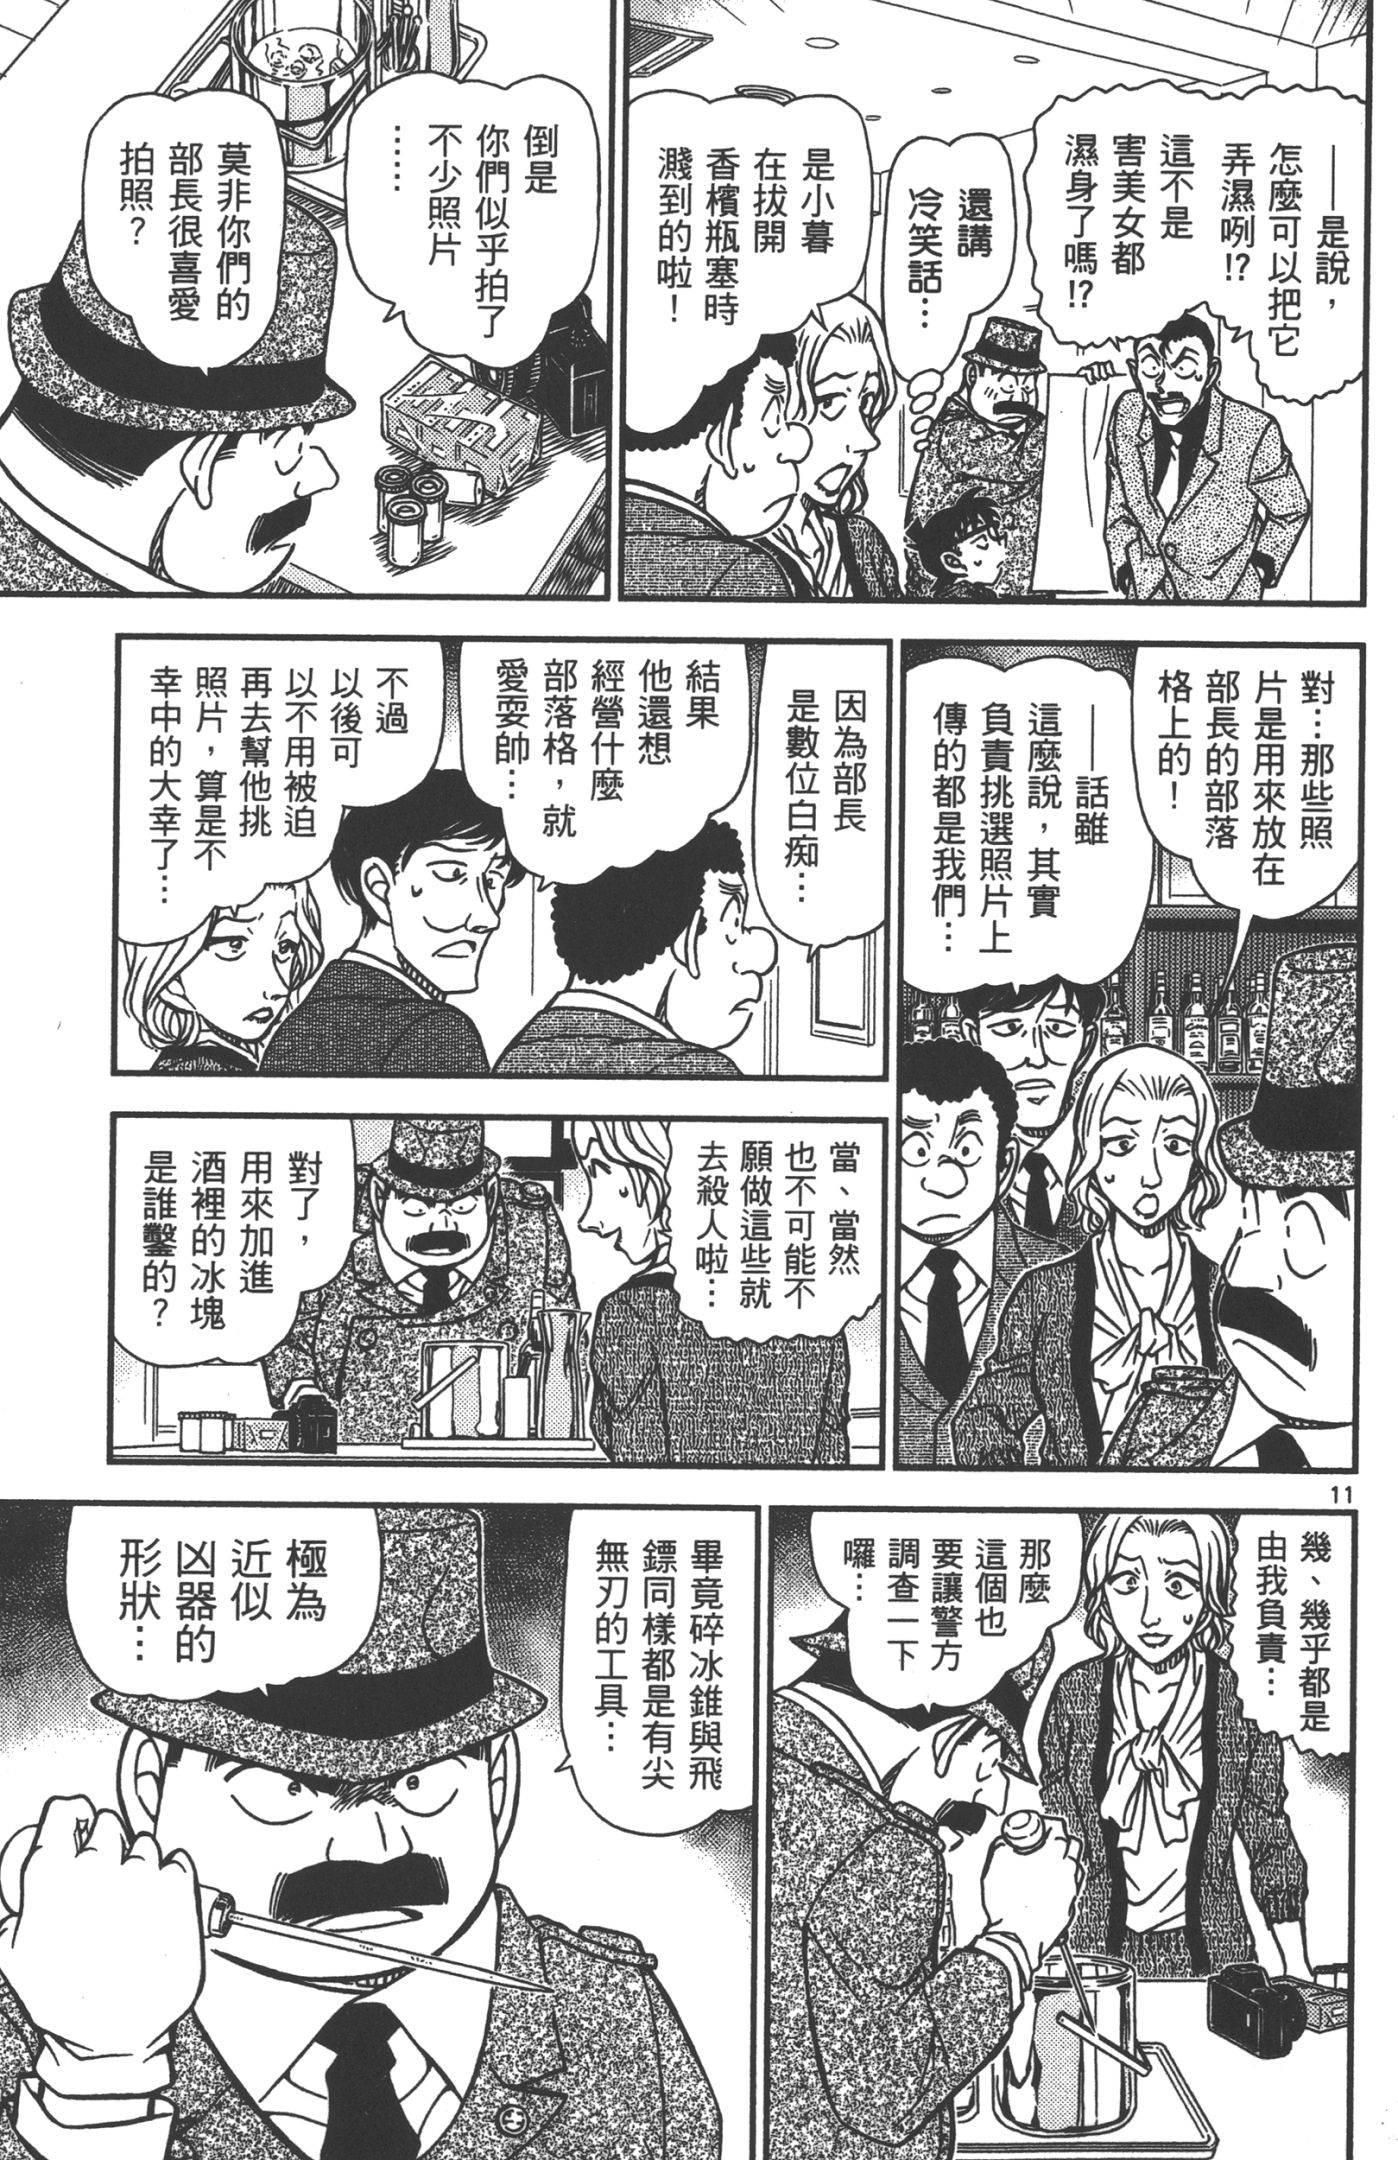 ——是說，
怎麼可以把它
弄濕咧!?
這不是
害美女都
濕身了嗎!?
還講
冷笑話…
是小暮
在拔開
香檳瓶塞時
濺到的啦！
倒是
你們似乎拍了
不少照片
……
莫非你們的
部長很喜愛
拍照？
對…那些照
片是用來放在
部長的部落
格上的！
——話雖
這麼說，其實
負責挑選照片上
傳的都是我們…
因為部長
是數位白痴…
結果
他還想
經營什麼
部落格，就
愛耍帥…
不過
以後可
以不用被迫
再去幫他挑
照片，算是不
幸中的大幸了…
當、當然
也不可能不
願做這些就
去殺人啦…
對了，
用來加進
酒裡的冰塊
是誰鑿的？
11
幾、幾乎都是
由我負責…
那麼
這個也
要讓警方
調查一下
囉…
畢竟碎冰錐與飛
鏢同樣都是有尖
無刃的工具…
極為
近似
凶器的
形狀…